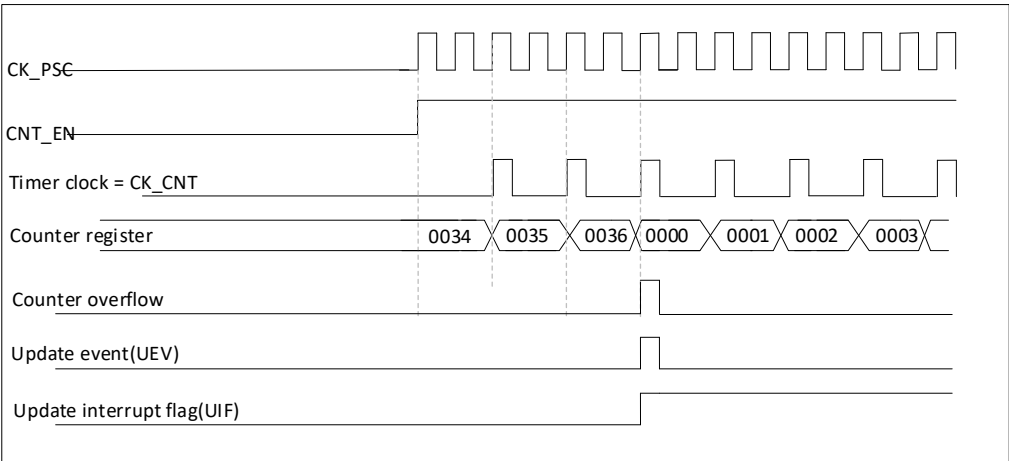 CK_PSC
CNT_EN
Timer clock = CK_CNT
Counter register
0034 0035 0036 0000 0001 0002 0003
Counter overflow
Update event(UEV)
Update interrupt flag(UIF)